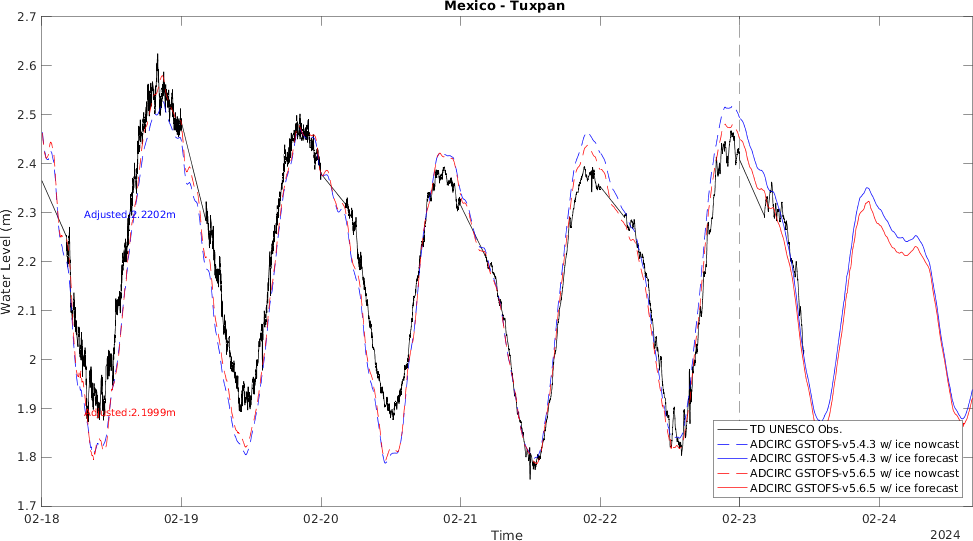 Mexico - Tuxpan
2.7
2.6
2.5
2.4
2.3
2.2
2.1
2
1.9
1.8
1.7
Water Level (m)
Adjusted:2.2202m
Adjusted:2.1999m
TD UNESCO Obs.
ADCIRC GSTOFS-v5.4.3 w/ ice nowcast
ADCIRC GSTOFS-v5.4.3 w/ ice forecast
ADCIRC GSTOFS-v5.6.5 w/ ice nowcast
ADCIRC GSTOFS-v5.6.5 w/ ice forecast
02-18 02-19 02-20 02-21 02-22 02-23 02-24
Time
2024